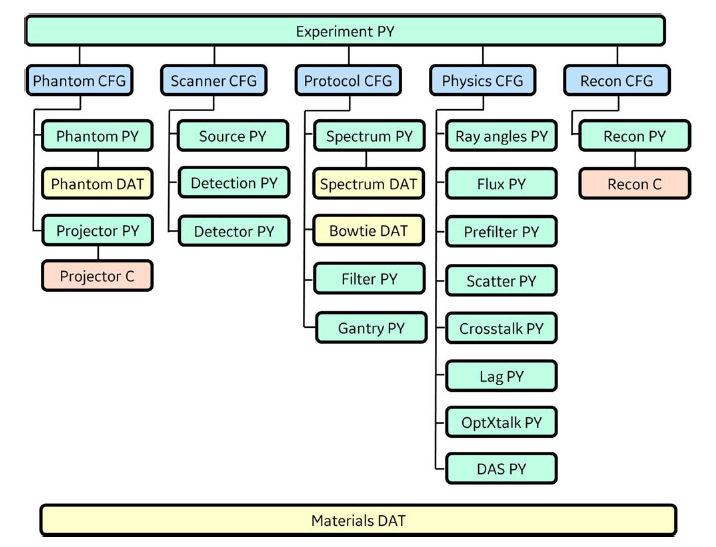 Experiment PY
Phantom CFG
Scanner CFG
Protocol CFG
Physics CFG
Recon CFG
Phantom PY
Source PY
Spectrum PY
Ray angles PY
Recon PY
Phantom DAT
Detection PY
Spectrum DAT
Flux PY
Recon C
Projector PY
Detector PY
Bowtie DAT
Prefilter PY
Projector C
Filter PY
Scatter PY
Gantry PY
Crosstalk PY
Lag PY
OptXtalk PY
DAS PY
Materials DAT